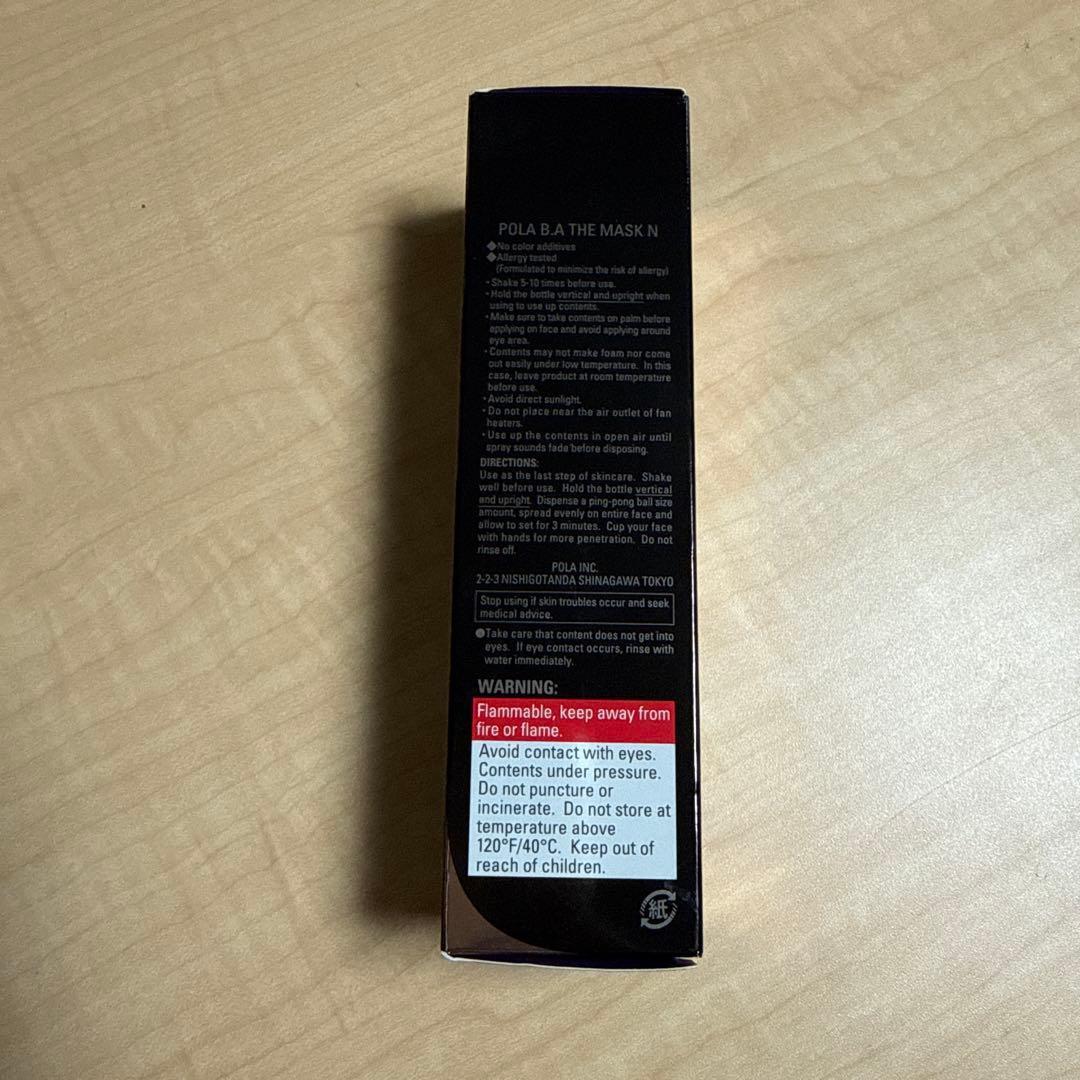 POLA B.A THE MASK N
◆No color additives
◆Allergy tested
(Formulated to minimize the risk of allergy)
・Shake 5-10 times before use.
・Hold the bottle vertical and upright when
using to use up contents.
・Make sure to take contents on palm before
applying on face and avoid applying around
eye area.
・Contents may not make foam nor come
out easily under low temperature. In this
case, leave product at room temperature
before use.
・Avoid direct sunlight.
・Do not place near the air outlet of fan
heaters.
・Use up the contents in open air until
spray sounds fade before disposing.
DIRECTIONS:
Use as the last step of skincare. Shake
well before use. Hold the bottle vertical
and upright. Dispense a ping-pong ball size
amount, spread evenly on entire face and
allow to set for 3 minutes. Cup your face
with hands for more penetration. Do not
rinse off.
POLA INC.
2-2-3 NISHIGOTANDA SHINAGAWA TOKYO
Stop using if skin troubles occur and seek
medical advice.
●Take care that content does not get into
eyes. If eye contact occurs, rinse with
water immediately.
WARNING:
Flammable, keep away from
fire or flame.
Avoid contact with eyes.
Contents under pressure.
Do not puncture or
incinerate. Do not store at
temperature above
120°F/40°C. Keep out of
reach of children.
紙